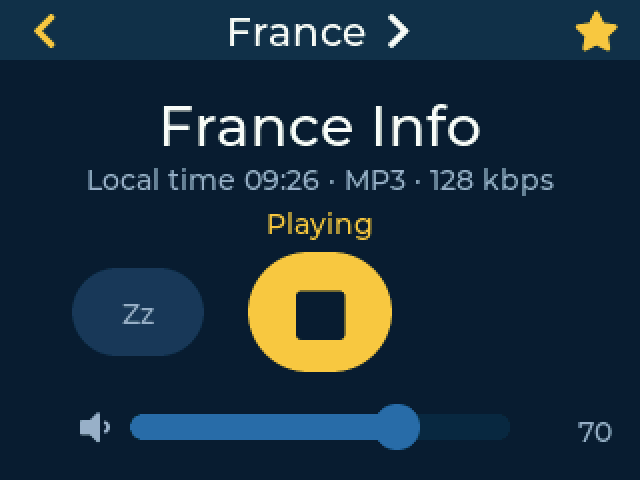 France
France Info
Local time 09:26 · MP3 · 128 kbps
Playing
Zz
70